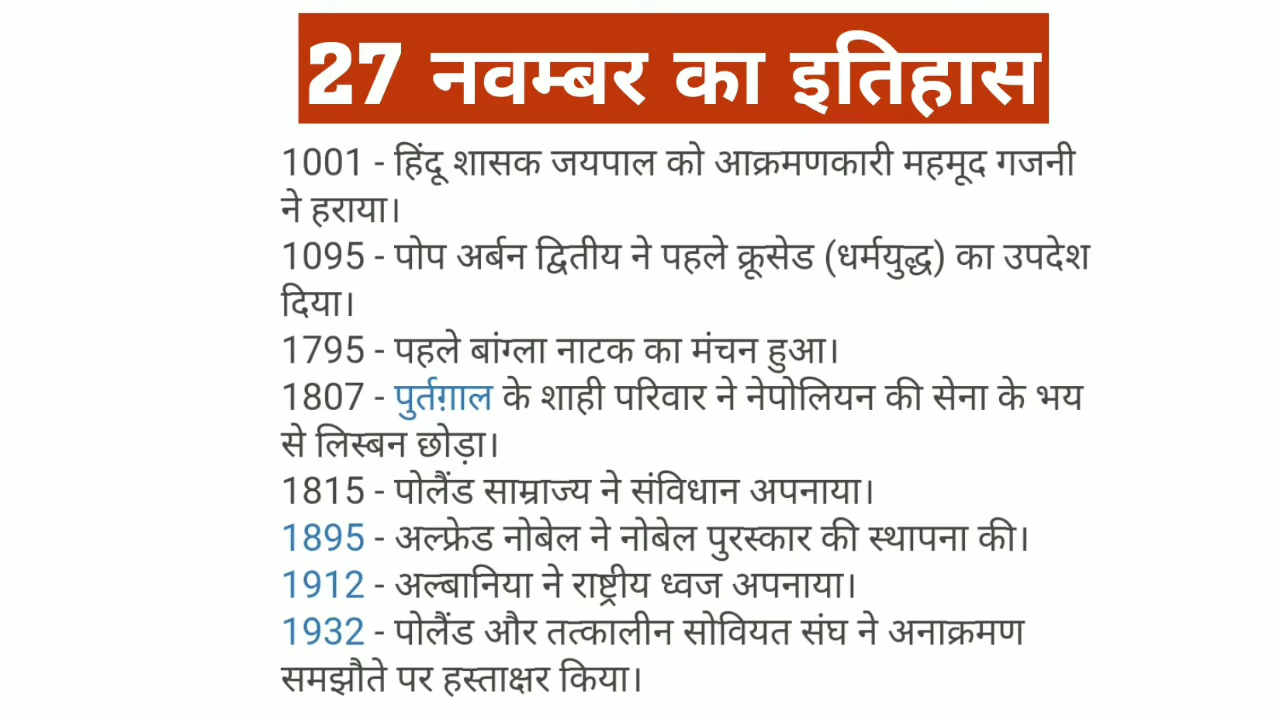 27 नवम्बर का इतिहास
1001 - हिंदू शासक जयपाल को आक्रमणकारी महमूद गजनी
ने हराया।
1095 - पोप अर्बन द्वितीय ने पहले क्रूसेड (धर्मयुद्ध) का उपदेश
दिया।
1795 - पहले बांग्ला नाटक का मंचन हुआ।
1807 - पुर्तग़ाल के शाही परिवार ने नेपोलियन की सेना के भय
से लिस्बन छोड़ा।
1815 - पोलैंड साम्राज्य ने संविधान अपनाया।
1895 - अल्फ्रेड नोबेल ने नोबेल पुरस्कार की स्थापना की।
1912 - अल्बानिया ने राष्ट्रीय ध्वज अपनाया।
1932 - पोलैंड और तत्कालीन सोवियत संघ ने अनाक्रमण
समझौते पर हस्ताक्षर किया।